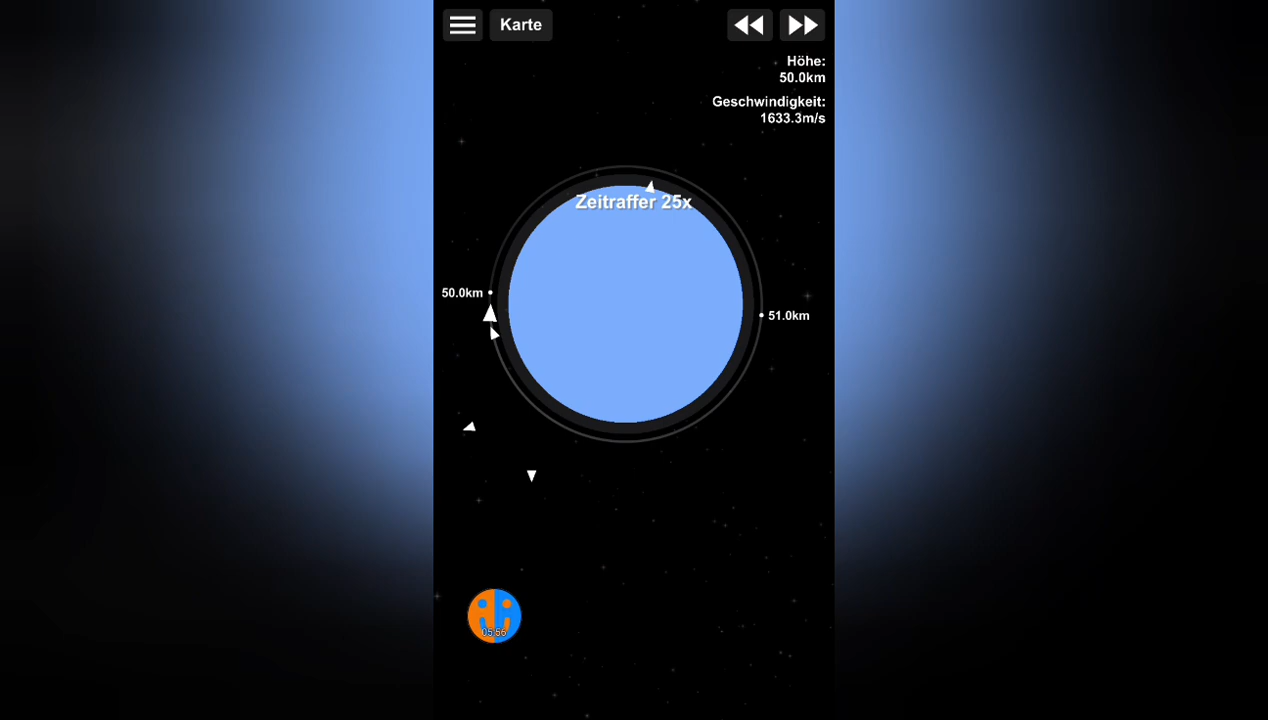 Karte
Höhe:
50.0km
Geschwindigkeit:
1633.3m/s
Zeitraffer 25x
50.0km
51.0km
05:56